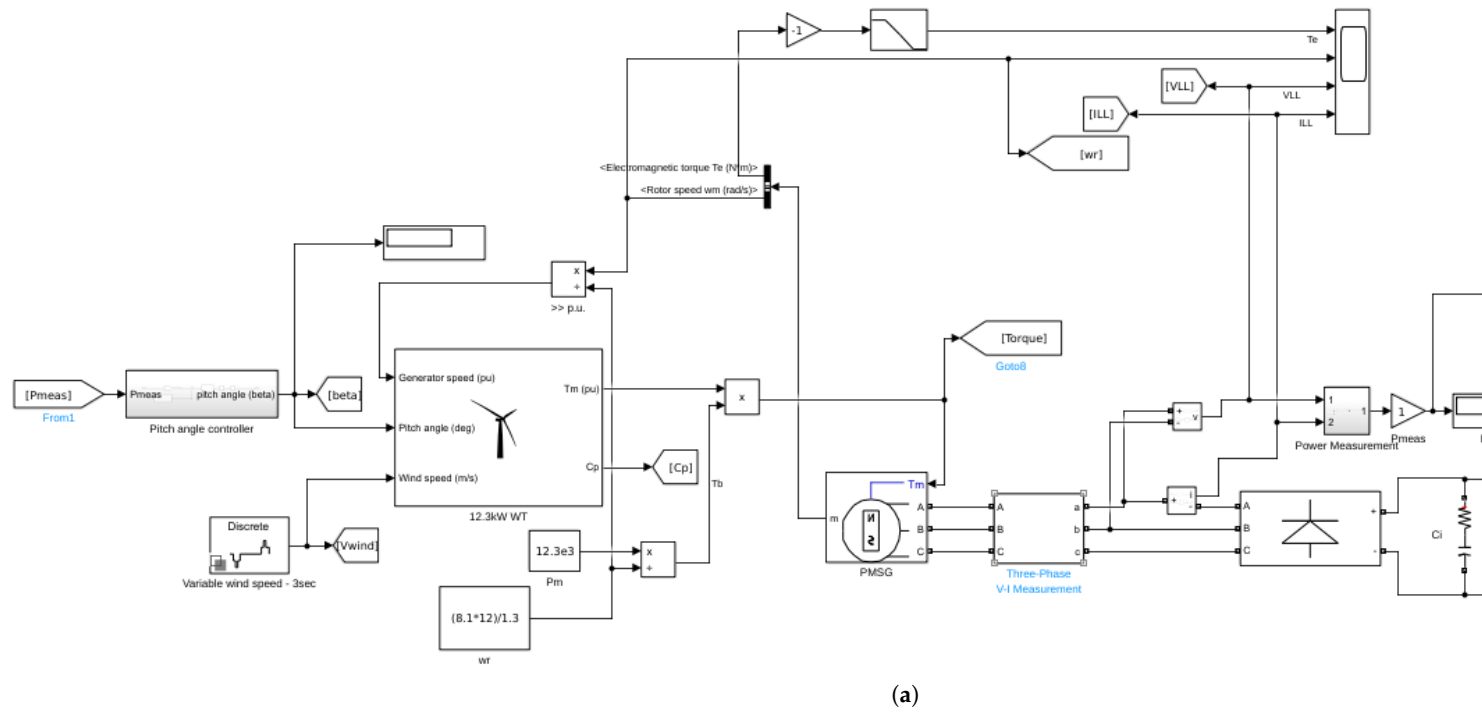 -1
Te
[VLL]
VLL
[ILL]
ILL
[wr]
<Electromagnetic torque Te (N*m)>
<Rotor speed wm (rad/s)>
x
÷
>> p.u.
[Torque]
Goto8
[Pmeas]
From1
Pmeas
pitch angle (beta)
Pitch angle controller
[beta]
Generator speed (pu)
Pitch angle (deg)
Wind speed (m/s)
Tm (pu)
Cp
12.3kW WT
x
[Cp]
Tb
Discrete
Variable wind speed - 3sec
[Vwind]
12.3e3
Pm
x
÷
(8.1*12)/1.3
wr
Tm
m
N
S
A
B
C
PMSG
A
B
C
a
b
c
Three-Phase
V-I Measurement
+
-
v
+
i
-
1
2
1
Power Measurement
1
Pmeas
A
B
C
+
-
Ci
(a)